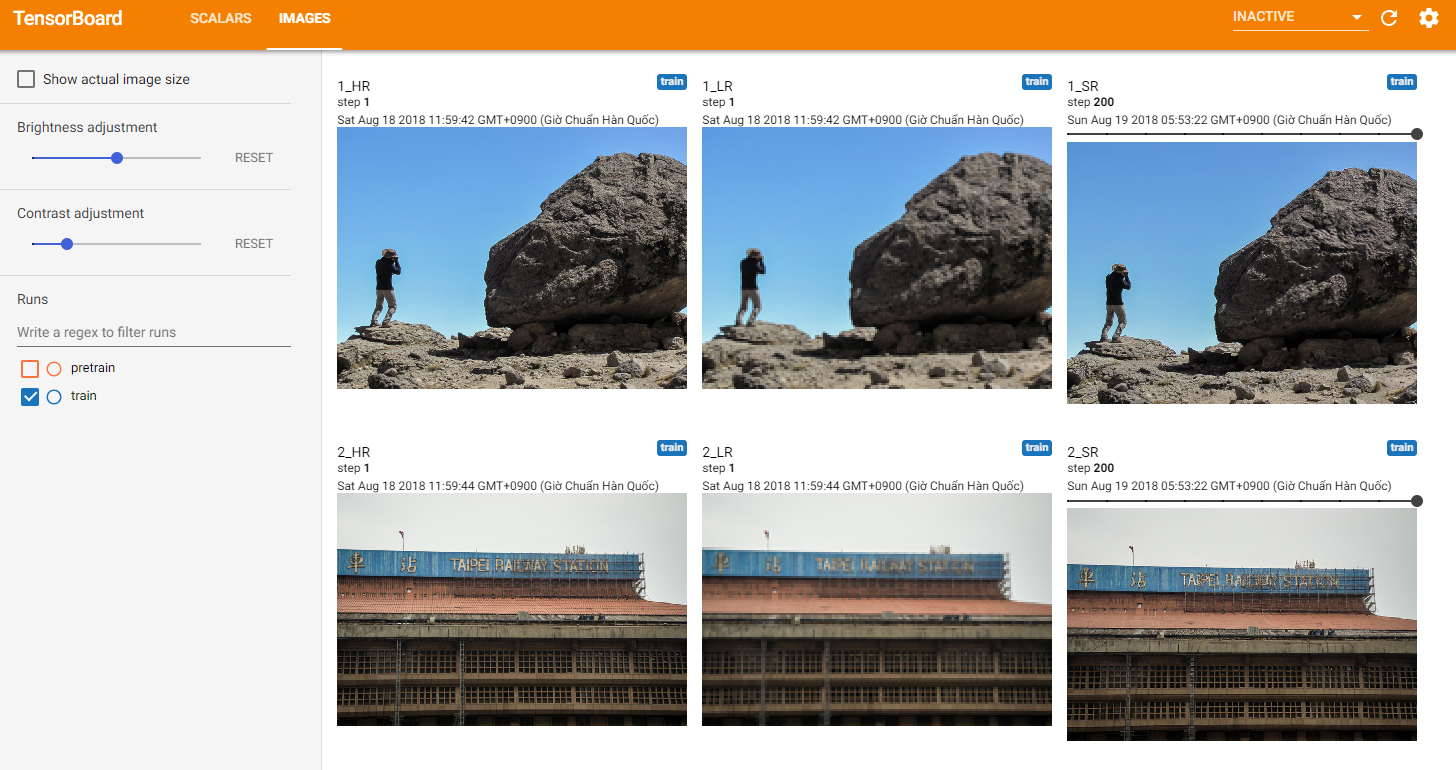 TensorBoard
SCALARS
IMAGES
INACTIVE
Show actual image size
Brightness adjustment
RESET
Contrast adjustment
RESET
Runs
Write a regex to filter runs
pretrain
train
1_HR
train
step 1
Sat Aug 18 2018 11:59:42 GMT+0900 (Giờ Chuẩn Hàn Quốc)
1_LR
train
step 1
Sat Aug 18 2018 11:59:42 GMT+0900 (Giờ Chuẩn Hàn Quốc)
1_SR
train
step 200
Sun Aug 19 2018 05:53:22 GMT+0900 (Giờ Chuẩn Hàn Quốc)
2_HR
train
step 1
Sat Aug 18 2018 11:59:44 GMT+0900 (Giờ Chuẩn Hàn Quốc)
車 站 TAIPEI RAILWAY STATION
2_LR
train
step 1
Sat Aug 18 2018 11:59:44 GMT+0900 (Giờ Chuẩn Hàn Quốc)
車 站 TAIPEI RAILWAY STATION
2_SR
train
step 200
Sun Aug 19 2018 05:53:22 GMT+0900 (Giờ Chuẩn Hàn Quốc)
車 站 TAIPEI RAILWAY STATION